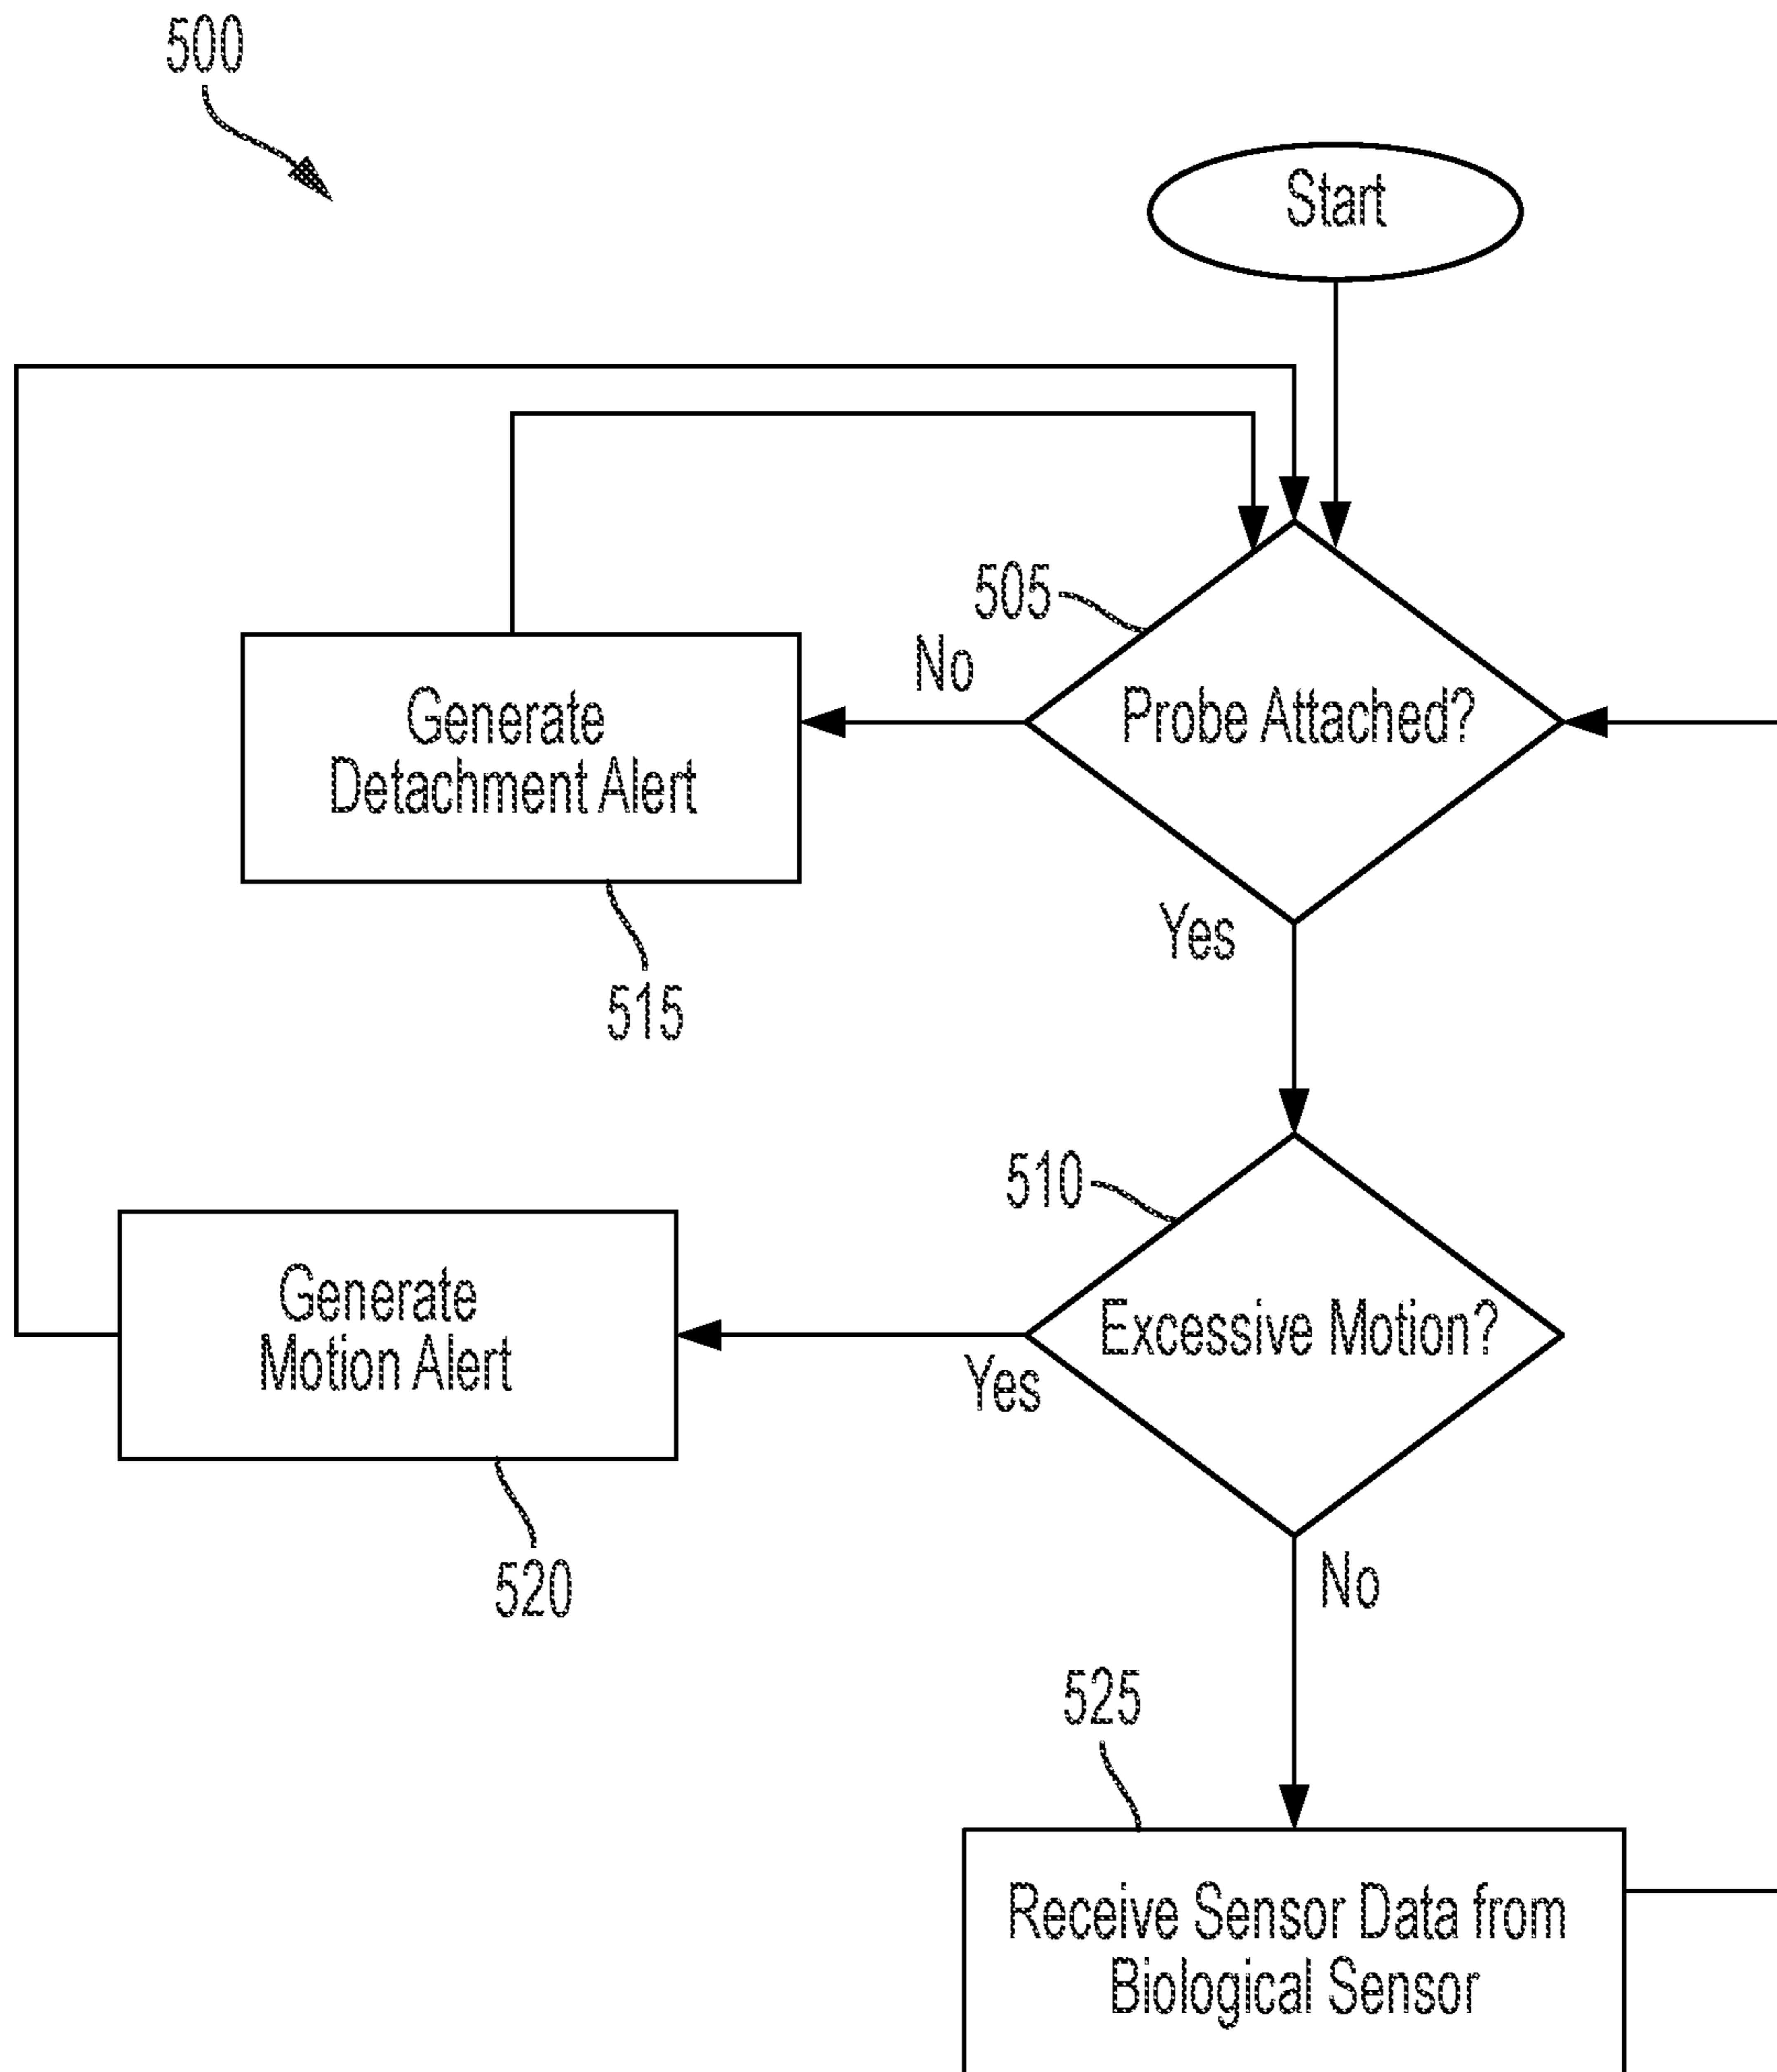 500
Start
505
No
Probe Attached?
Generate
Detachment Alert
Yes
515
510
Excessive Motion?
Generate
Motion Alert
Yes
520
No
525
Receive Sensor Data from
Biological Sensor